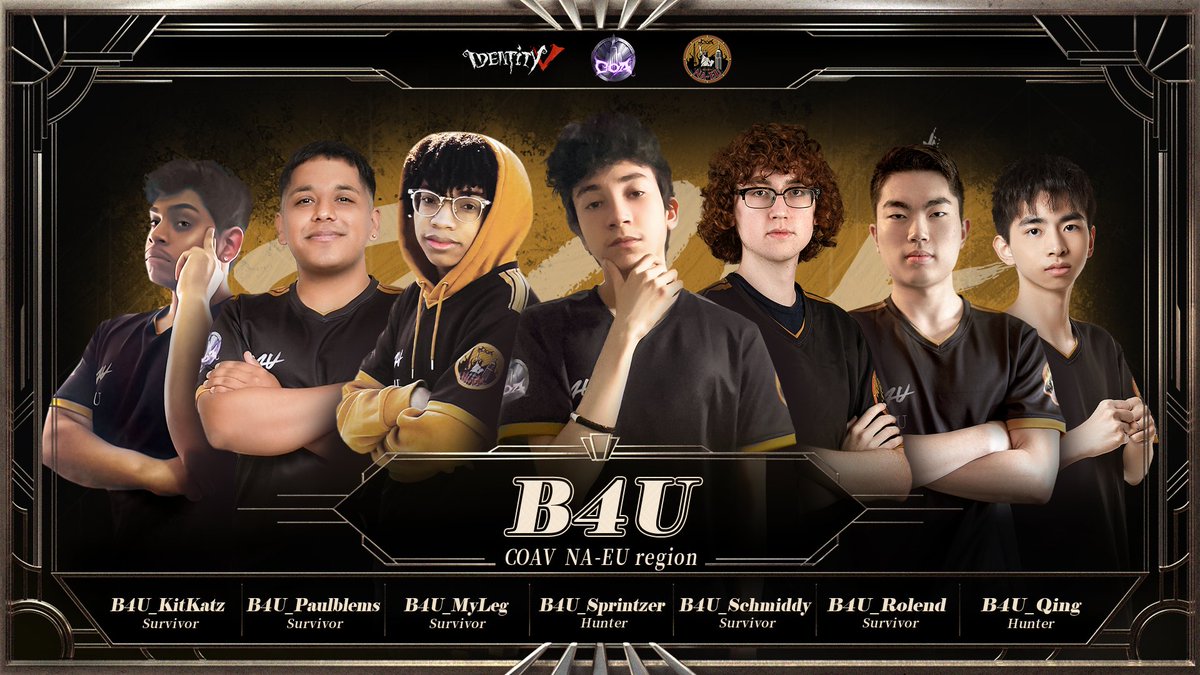 IDENTITY V
COA
B4U
COAV NA-EU region
B4U_KitKatz
Survivor
B4U_Paulblems
Survivor
B4U_MyLeg
Survivor
B4U_Sprintzer
Hunter
B4U_Schmiddy
Survivor
B4U_Rolend
Survivor
B4U_Qing
Hunter